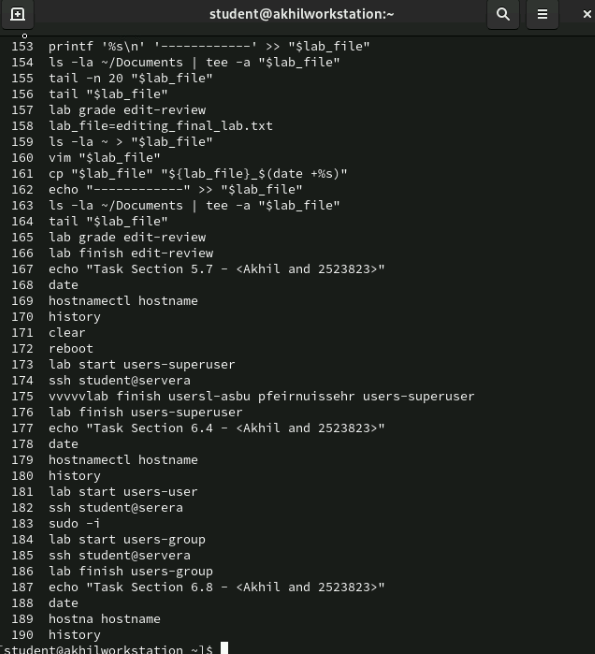 student@akhilworkstation:~
153 printf '%s\n' '------------' >> "$lab_file"
154 ls -la ~/Documents | tee -a "$lab_file"
155 tail -n 20 "$lab_file"
156 tail "$lab_file"
157 lab grade edit-review
158 lab_file=editing_final_lab.txt
159 ls -la ~ > "$lab_file"
160 vim "$lab_file"
161 cp "$lab_file" "${lab_file}_$(date +%s)"
162 echo "------------" >> "$lab_file"
163 ls -la ~/Documents | tee -a "$lab_file"
164 tail "$lab_file"
165 lab grade edit-review
166 lab finish edit-review
167 echo "Task Section 5.7 - <Akhil and 2523823>"
168 date
169 hostnamectl hostname
170 history
171 clear
172 reboot
173 lab start users-superuser
174 ssh student@servera
175 vvvvvlab finish usersl-asbu pfeirnuissehr users-superuser
176 lab finish users-superuser
177 echo "Task Section 6.4 - <Akhil and 2523823>"
178 date
179 hostnamectl hostname
180 history
181 lab start users-user
182 ssh student@serera
183 sudo -i
184 lab start users-group
185 ssh student@servera
186 lab finish users-group
187 echo "Task Section 6.8 - <Akhil and 2523823>"
188 date
189 hostna hostname
190 history
[student@akhilworkstation ~]$